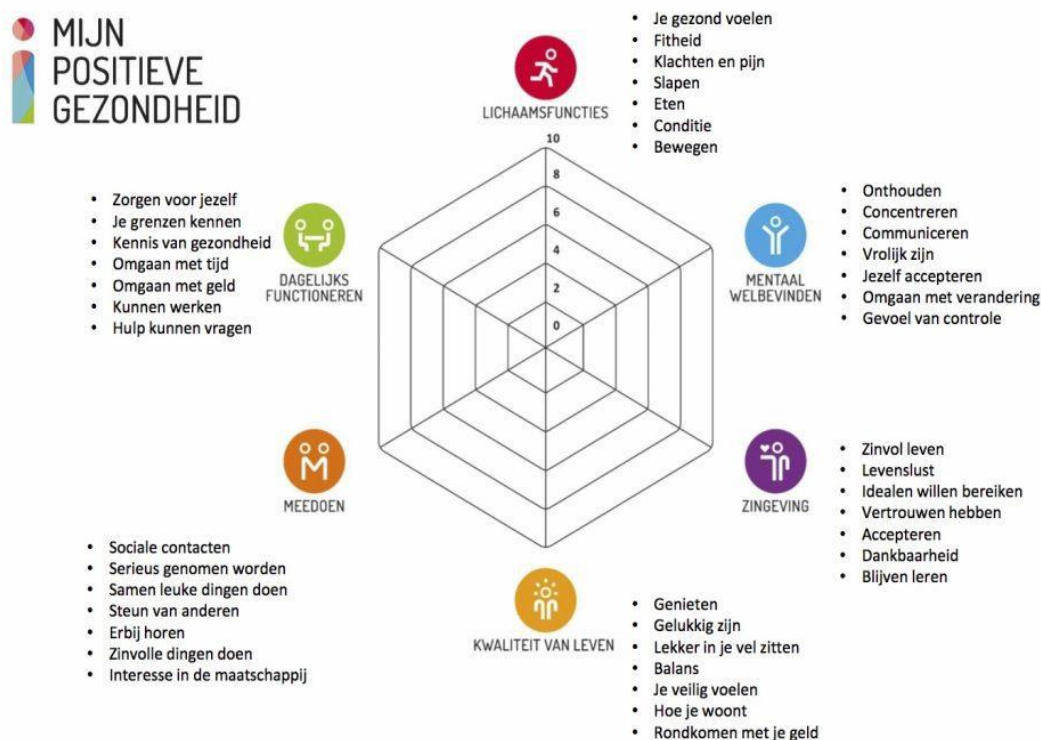 MIJN
POSITIEVE
GEZONDHEID
LICHAAMSFUNCTIES
• Je gezond voelen
• Fitheid
• Klachten en pijn
• Slapen
• Eten
• Conditie
• Bewegen
10
8
6
4
2
0
• Zorgen voor jezelf
• Je grenzen kennen
• Kennis van gezondheid
• Omgaan met tijd
• Omgaan met geld
• Kunnen werken
• Hulp kunnen vragen
DAGELIJKS
FUNCTIONEREN
MENTAAL
WELBEVINDEN
• Onthouden
• Concentreren
• Communiceren
• Vrolijk zijn
• Jezelf accepteren
• Omgaan met verandering
• Gevoel van controle
MEEDOEN
• Sociale contacten
• Serieus genomen worden
• Samen leuke dingen doen
• Steun van anderen
• Erbij horen
• Zinvolle dingen doen
• Interesse in de maatschappij
ZINGEVING
• Zinvol leven
• Levenslust
• Idealen willen bereiken
• Vertrouwen hebben
• Accepteren
• Dankbaarheid
• Blijven leren
KWALITEIT VAN LEVEN
• Genieten
• Gelukkig zijn
• Lekker in je vel zitten
• Balans
• Je veilig voelen
• Hoe je woont
• Rondkomen met je geld